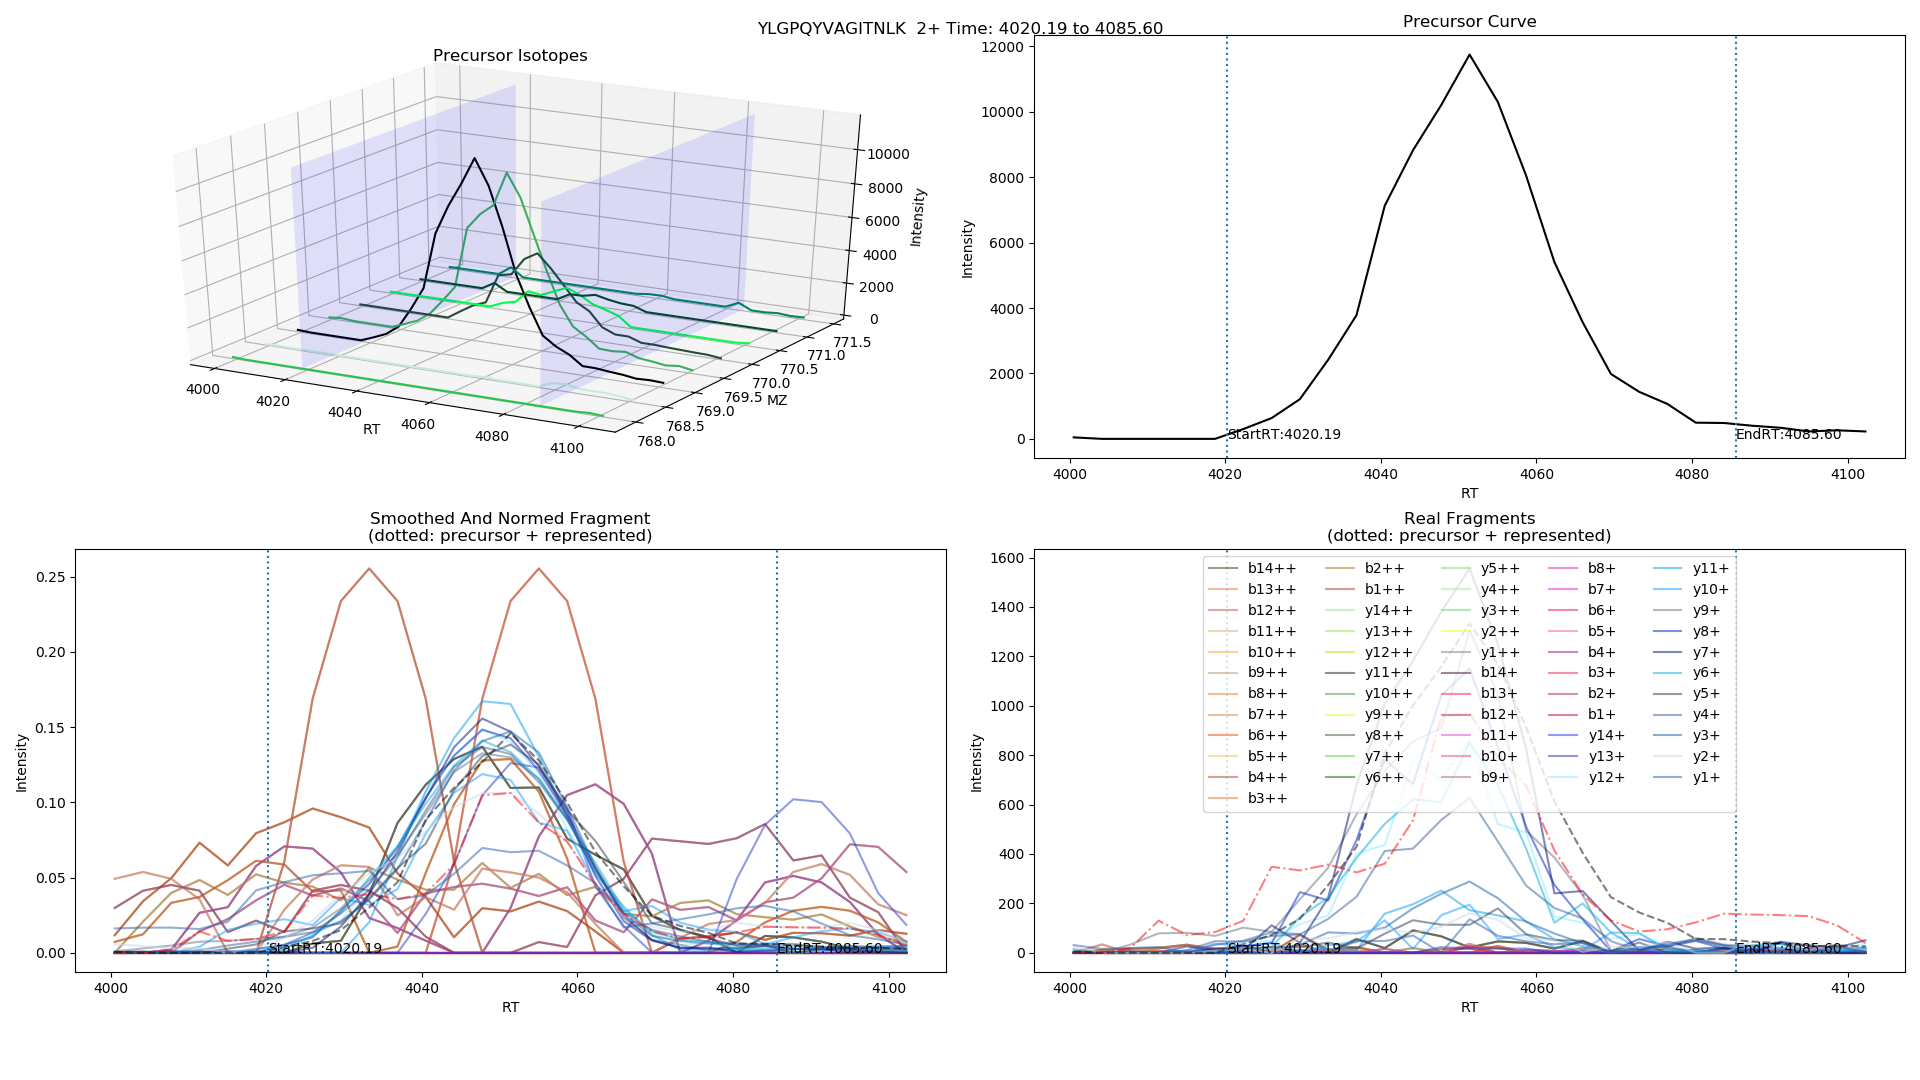 YLGPQYVAGITNLK  2+ Time: 4020.19 to 4085.60
Precursor Isotopes
10000
8000
6000
4000
2000
0
Intensity
4000
4020
4040
4060
4080
4100
RT
768.0
768.5
769.0
769.5
770.0
770.5
771.0
771.5
MZ
Precursor Curve
12000
10000
8000
6000
4000
2000
0
Intensity
StartRT:4020.19
EndRT:4085.60
4000
4020
4040
4060
4080
4100
RT
Smoothed And Normed Fragment
(dotted: precursor + represented)
0.25
0.20
0.15
0.10
0.05
0.00
Intensity
StartRT:4020.19
EndRT:4085.60
4000
4020
4040
4060
4080
4100
RT
Real Fragments
(dotted: precursor + represented)
1600
1400
1200
1000
800
600
400
200
0
Intensity
b14++
b13++
b12++
b11++
b10++
b9++
b8++
b7++
b6++
b5++
b4++
b3++
b2++
b1++
y14++
y13++
y12++
y11++
y10++
y9++
y8++
y7++
y6++
y5++
y4++
y3++
y2++
y1++
b14+
b13+
b12+
b11+
b10+
b9+
b8+
b7+
b6+
b5+
b4+
b3+
b2+
b1+
y14+
y13+
y12+
y11+
y10+
y9+
y8+
y7+
y6+
y5+
y4+
y3+
y2+
y1+
StartRT:4020.19
EndRT:4085.60
4000
4020
4040
4060
4080
4100
RT